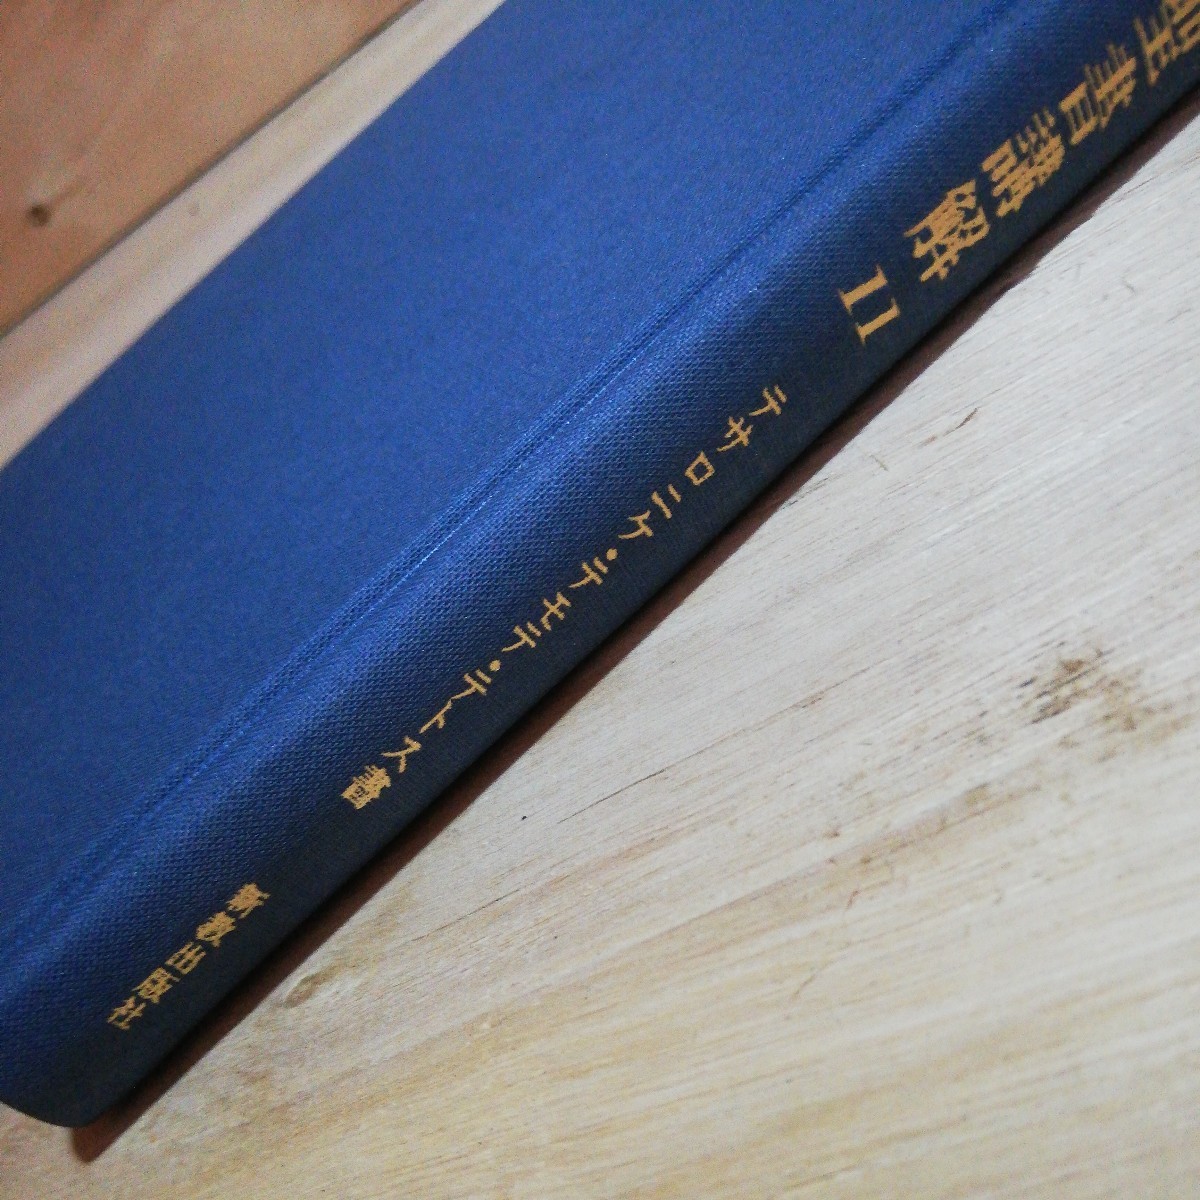 聖書講解 11
テサロニケ・テモテ・テトス書
新教出版社